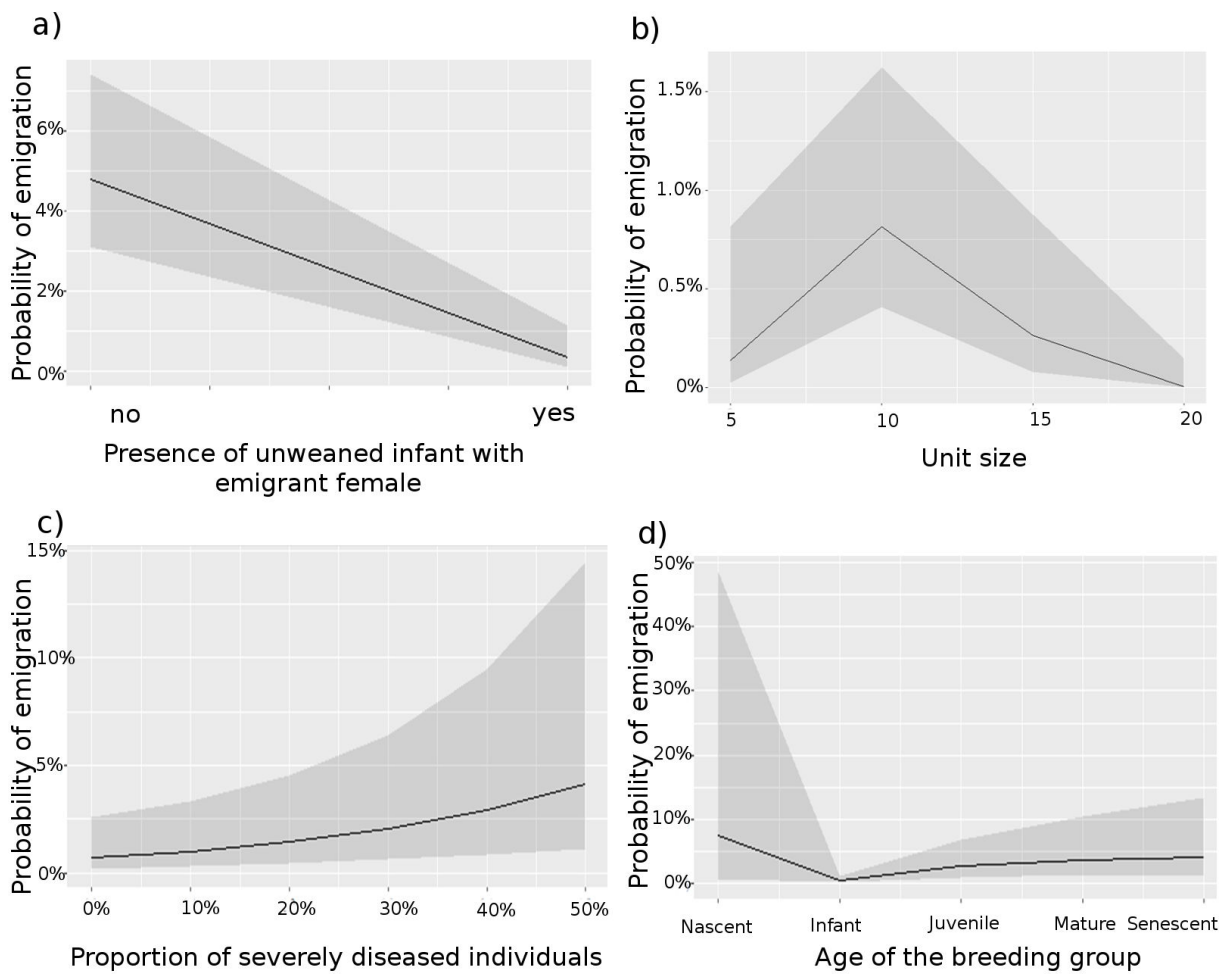 a)
Probability of emigration
6%
4%
2%
0%
no
yes
Presence of unweaned infant with
emigrant female
b)
Probability of emigration
1.5%
1.0%
0.5%
0%
5
10
15
20
Unit size
c)
Probability of emigration
15%
10%
5%
0%
0%
10%
20%
30%
40%
50%
Proportion of severely diseased individuals
d)
Probability of emigration
50%
40%
30%
20%
10%
0%
Nascent
Infant
Juvenile
Mature
Senescent
Age of the breeding group